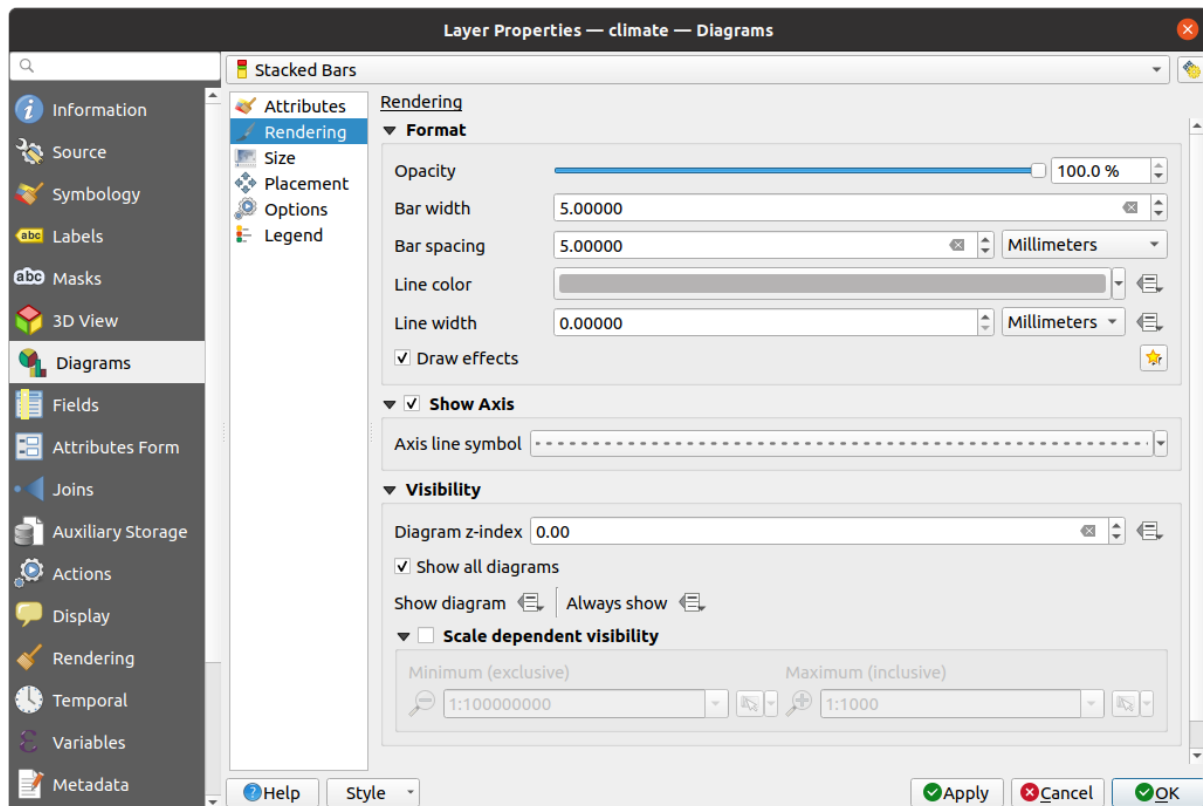 Layer Properties — climate — Diagrams
Stacked Bars
Information
Source
Symbology
abc Labels
abc Masks
3D View
Diagrams
Fields
Attributes Form
Joins
Auxiliary Storage
Actions
Display
Rendering
Temporal
Variables
Metadata
Attributes
Rendering
Size
Placement
Options
Legend
Rendering
Format
Opacity 100.0 %
Bar width 5.00000
Bar spacing 5.00000 Millimeters
Line color
Line width 0.00000 Millimeters
Draw effects
Show Axis
Axis line symbol
Visibility
Diagram z-index 0.00
Show all diagrams
Show diagram Always show
Scale dependent visibility
Minimum (exclusive) Maximum (inclusive)
1:100000000 1:1000
Help Style Apply Cancel OK